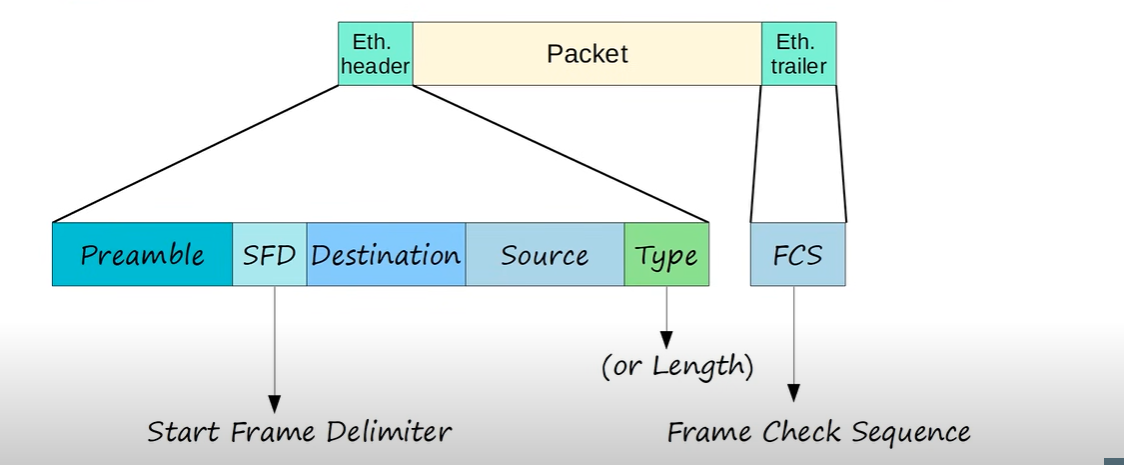 Eth.
header
Packet
Eth.
trailer
Preamble
SFD
Destination
Source
Type
FCS
(or Length)
Start Frame Delimiter
Frame Check Sequence